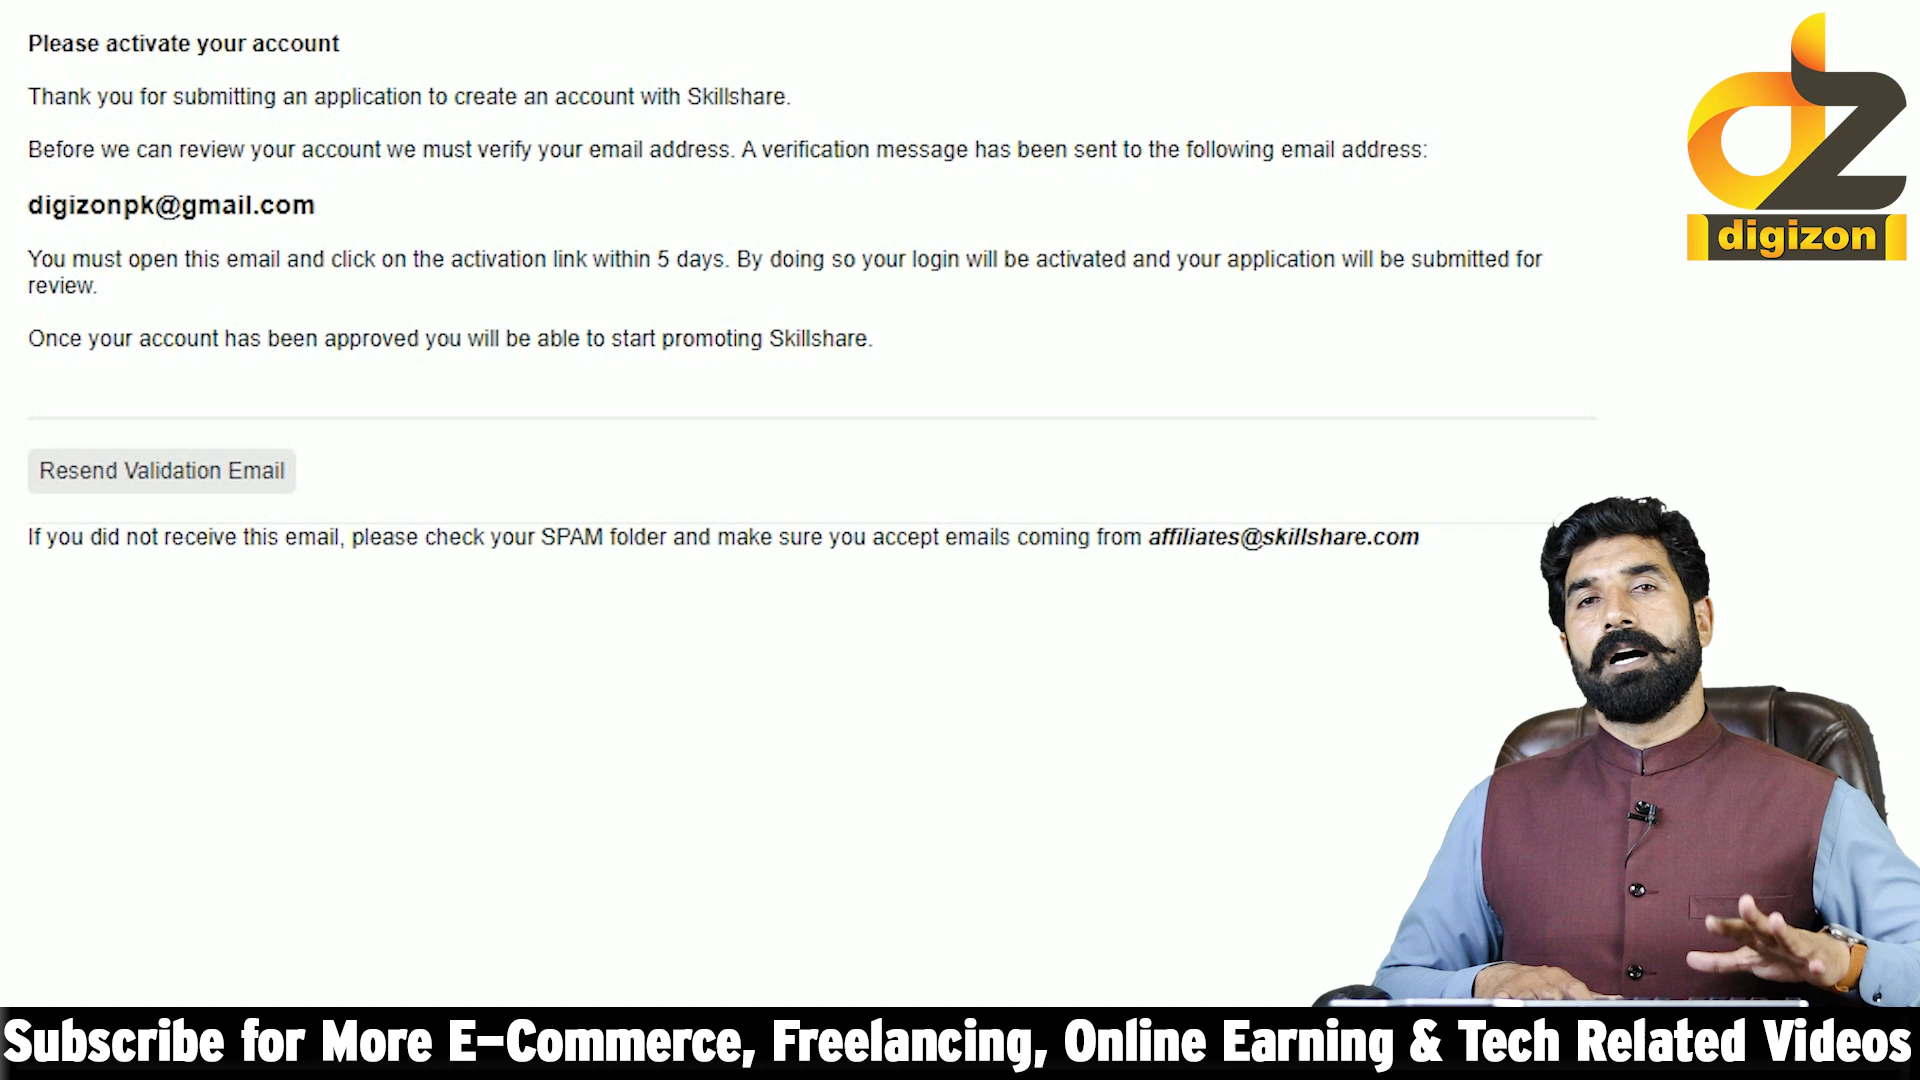 Please activate your account
Thank you for submitting an application to create an account with Skillshare.
Before we can review your account we must verify your email address. A verification message has been sent to the following email address:
digizonpk@gmail.com
You must open this email and click on the activation link within 5 days. By doing so your login will be activated and your application will be submitted for
review.
Once your account has been approved you will be able to start promoting Skillshare.
Resend Validation Email
If you did not receive this email, please check your SPAM folder and make sure you accept emails coming from affiliates@skillshare.com
dz
digizon
Subscribe for More E-Commerce, Freelancing, Online Earning & Tech Related Videos